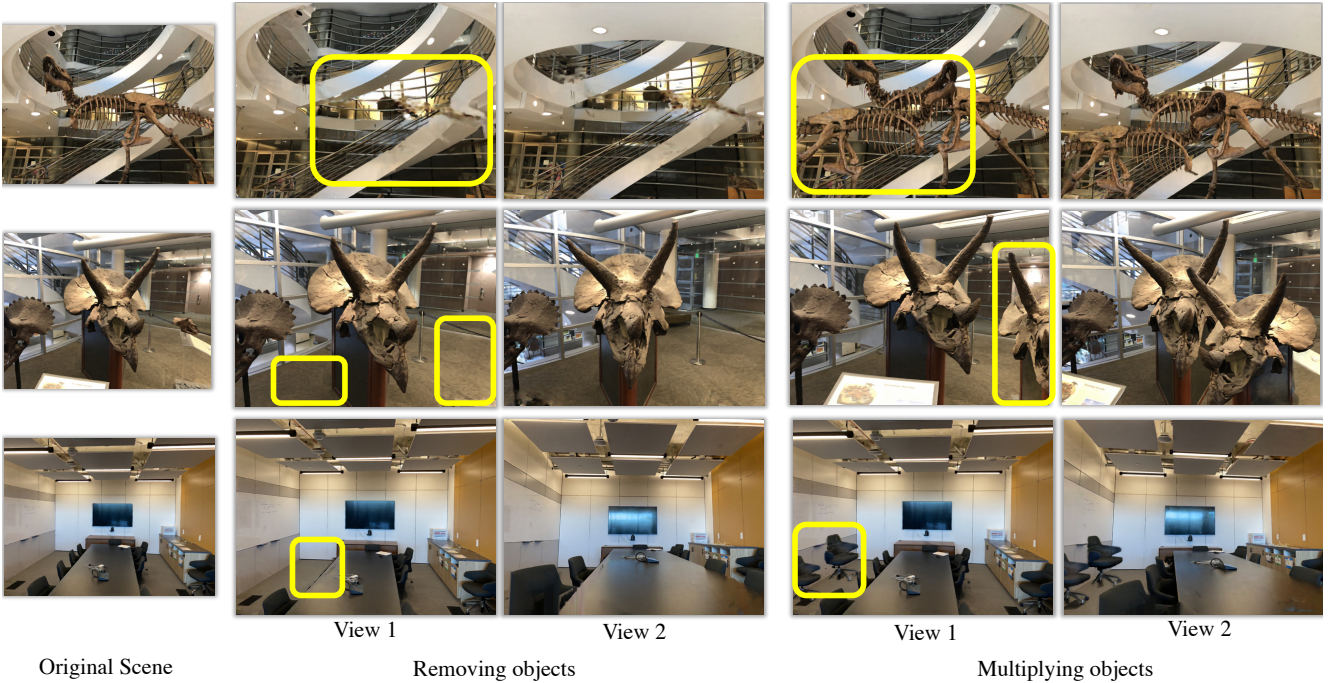 View 1
View 2
View 1
View 2
Original Scene
Removing objects
Multiplying objects